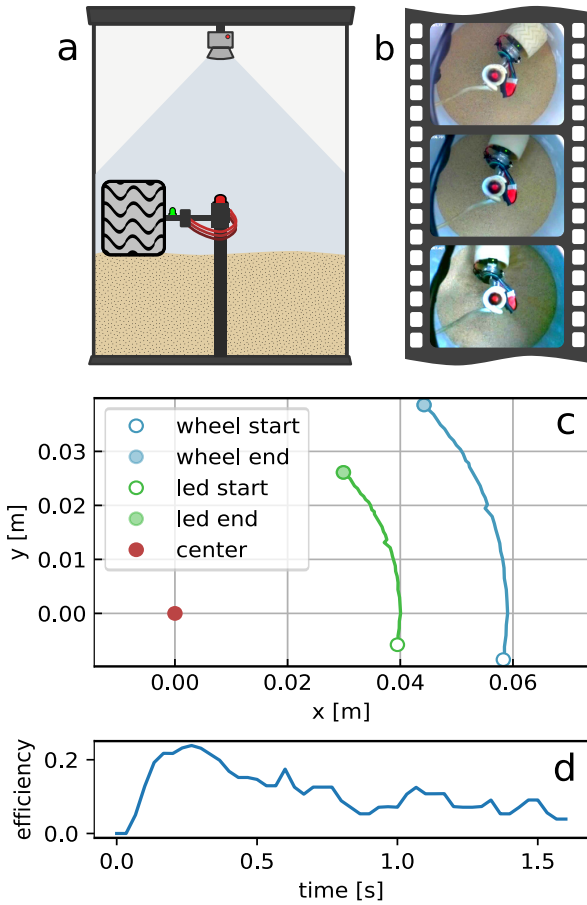 a
b
c
wheel start
wheel end
led start
led end
center
y [m]
0.03
0.02
0.01
0.00
0.00
0.02
0.04
0.06
x [m]
d
efficiency
0.2
0.0
0.0
0.5
1.0
1.5
time [s]